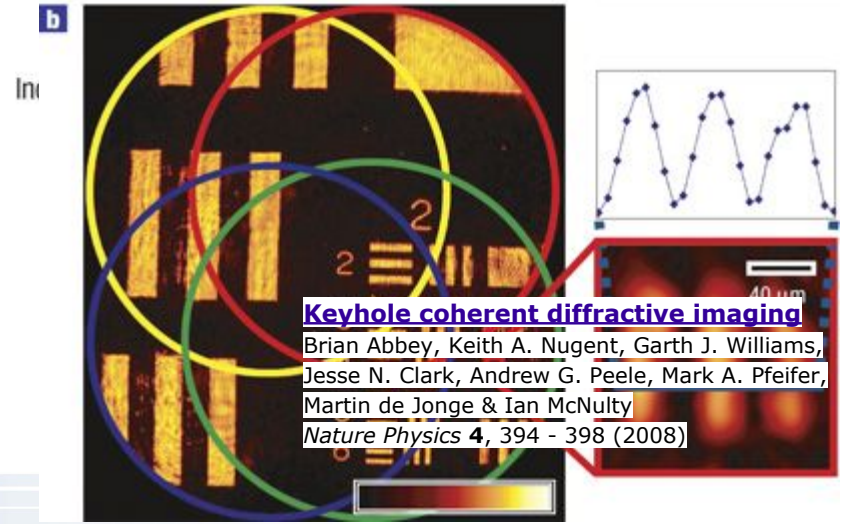 b
2
2
40 µm
Keyhole coherent diffractive imaging
Brian Abbey, Keith A. Nugent, Garth J. Williams,
Jesse N. Clark, Andrew G. Peele, Mark A. Pfeifer,
Martin de Jonge & Ian McNulty
Nature Physics 4, 394 - 398 (2008)
6